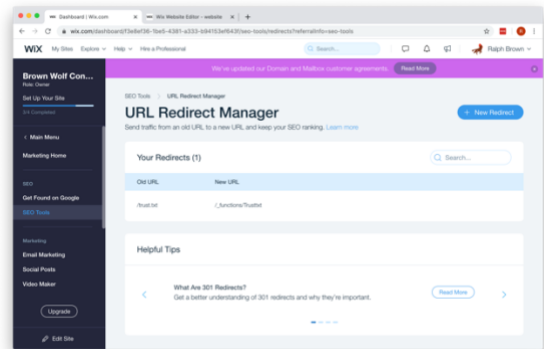 Dashboard | Wix.com
Wix Website Editor - website
wix.com/dashboard/f3e8ef36-1be5-4381-a333-b94153ef643f/seo-tools/redirects?referralInfo=seo-tools
WiX My Sites Explore Help Hire a Professional Search... Ralph Brown
We've updated our Domain and Mailbox customer agreements. Read More
Brown Wolf Con...
Role: Owner
Set Up Your Site
Completed
< Main Menu
Marketing Home
SEO
Get Found on Google
SEO Tools
Marketing
Email Marketing
Social Posts
Video Maker
Upgrade
Edit Site
SEO Tools > URL Redirect Manager
URL Redirect Manager
+ New Redirect
Send traffic from an old URL to a new URL and keep your SEO ranking. Learn more
Your Redirects (1)
Search...
Old URL New URL
/trust.txt /_functions/Trusttxt
Helpful Tips
What Are 301 Redirects?
Get a better understanding of 301 redirects and why they're important.
Read More